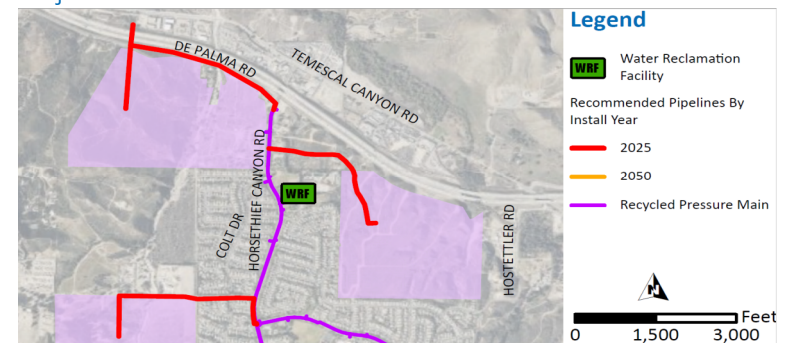 Legend
DE PALMA RD
TEMESCAL CANYON RD
WRF
Water Reclamation
Facility
Recommended Pipelines By
Install Year
2025
2050
Recycled Pressure Main
HORSETHIEF CANYON RD
WRF
COLT DR
HOSTETTLER RD
N
Feet
0 1,500 3,000